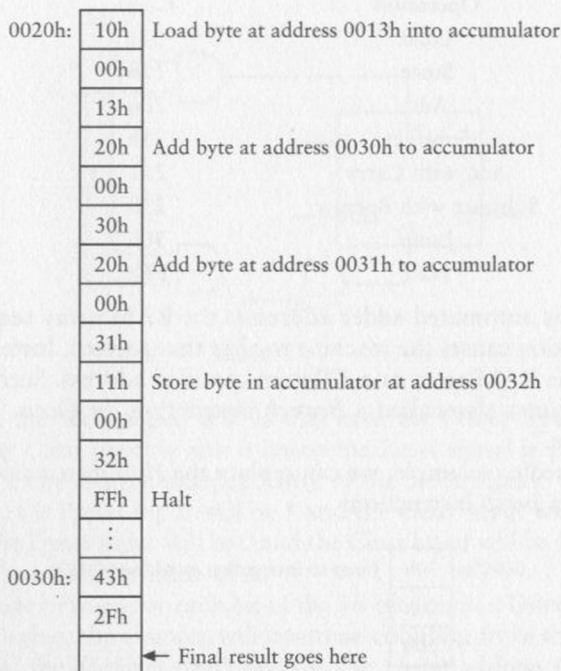 0020h: 10h Load byte at address 0013h into accumulator
00h
13h
20h Add byte at address 0030h to accumulator
00h
30h
20h Add byte at address 0031h to accumulator
00h
31h
11h Store byte in accumulator at address 0032h
00h
32h
FFh Halt
⋮
0030h: 43h
2Fh
Final result goes here